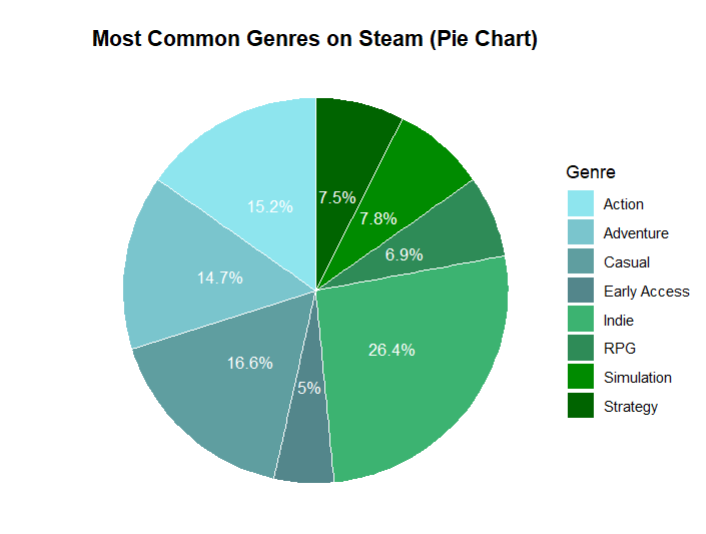 Most Common Genres on Steam (Pie Chart)
15.2%
7.5%
7.8%
6.9%
14.7%
26.4%
16.6%
5%
Genre
Action
Adventure
Casual
Early Access
Indie
RPG
Simulation
Strategy